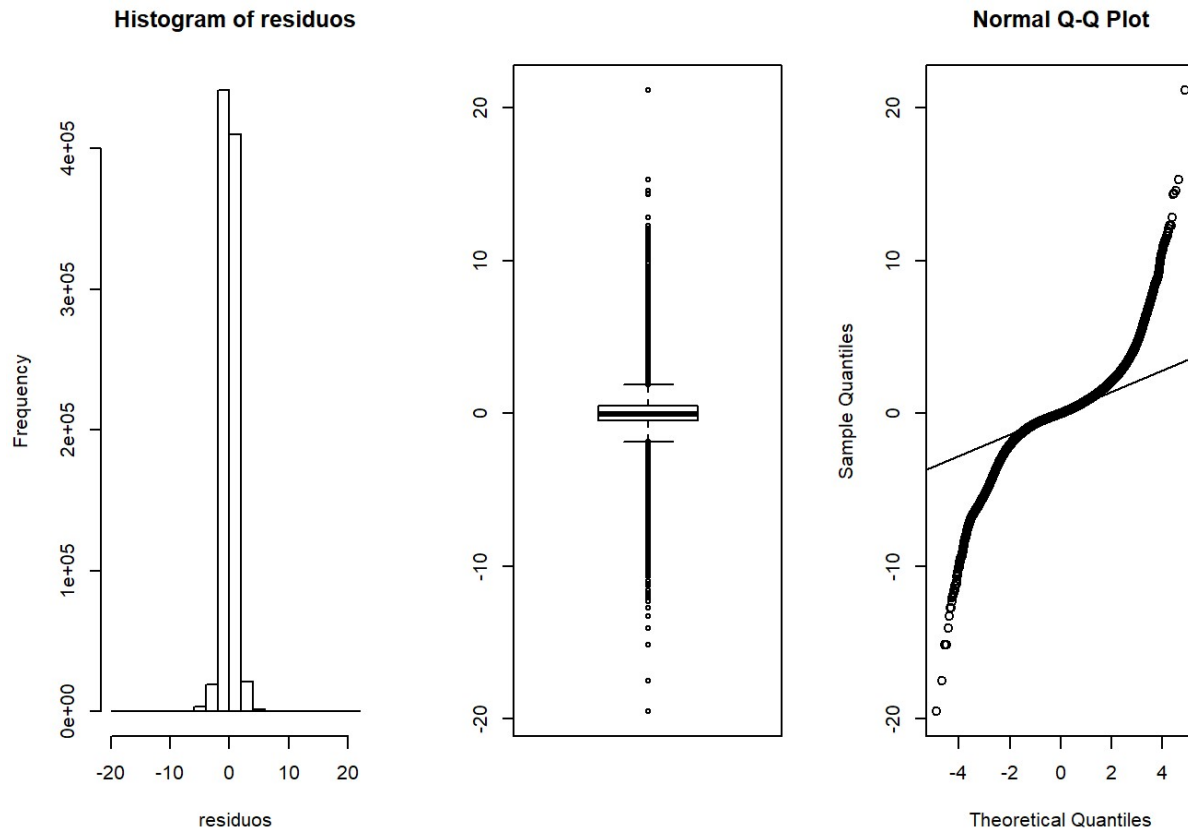 Histogram of residuos
Frequency
4e+05
3e+05
2e+05
1e+05
0e+00
-20 -10 0 10 20
residuos
20
10
0
-10
-20
Normal Q-Q Plot
Sample Quantiles
20
10
0
-10
-20
-4 -2 0 2 4
Theoretical Quantiles